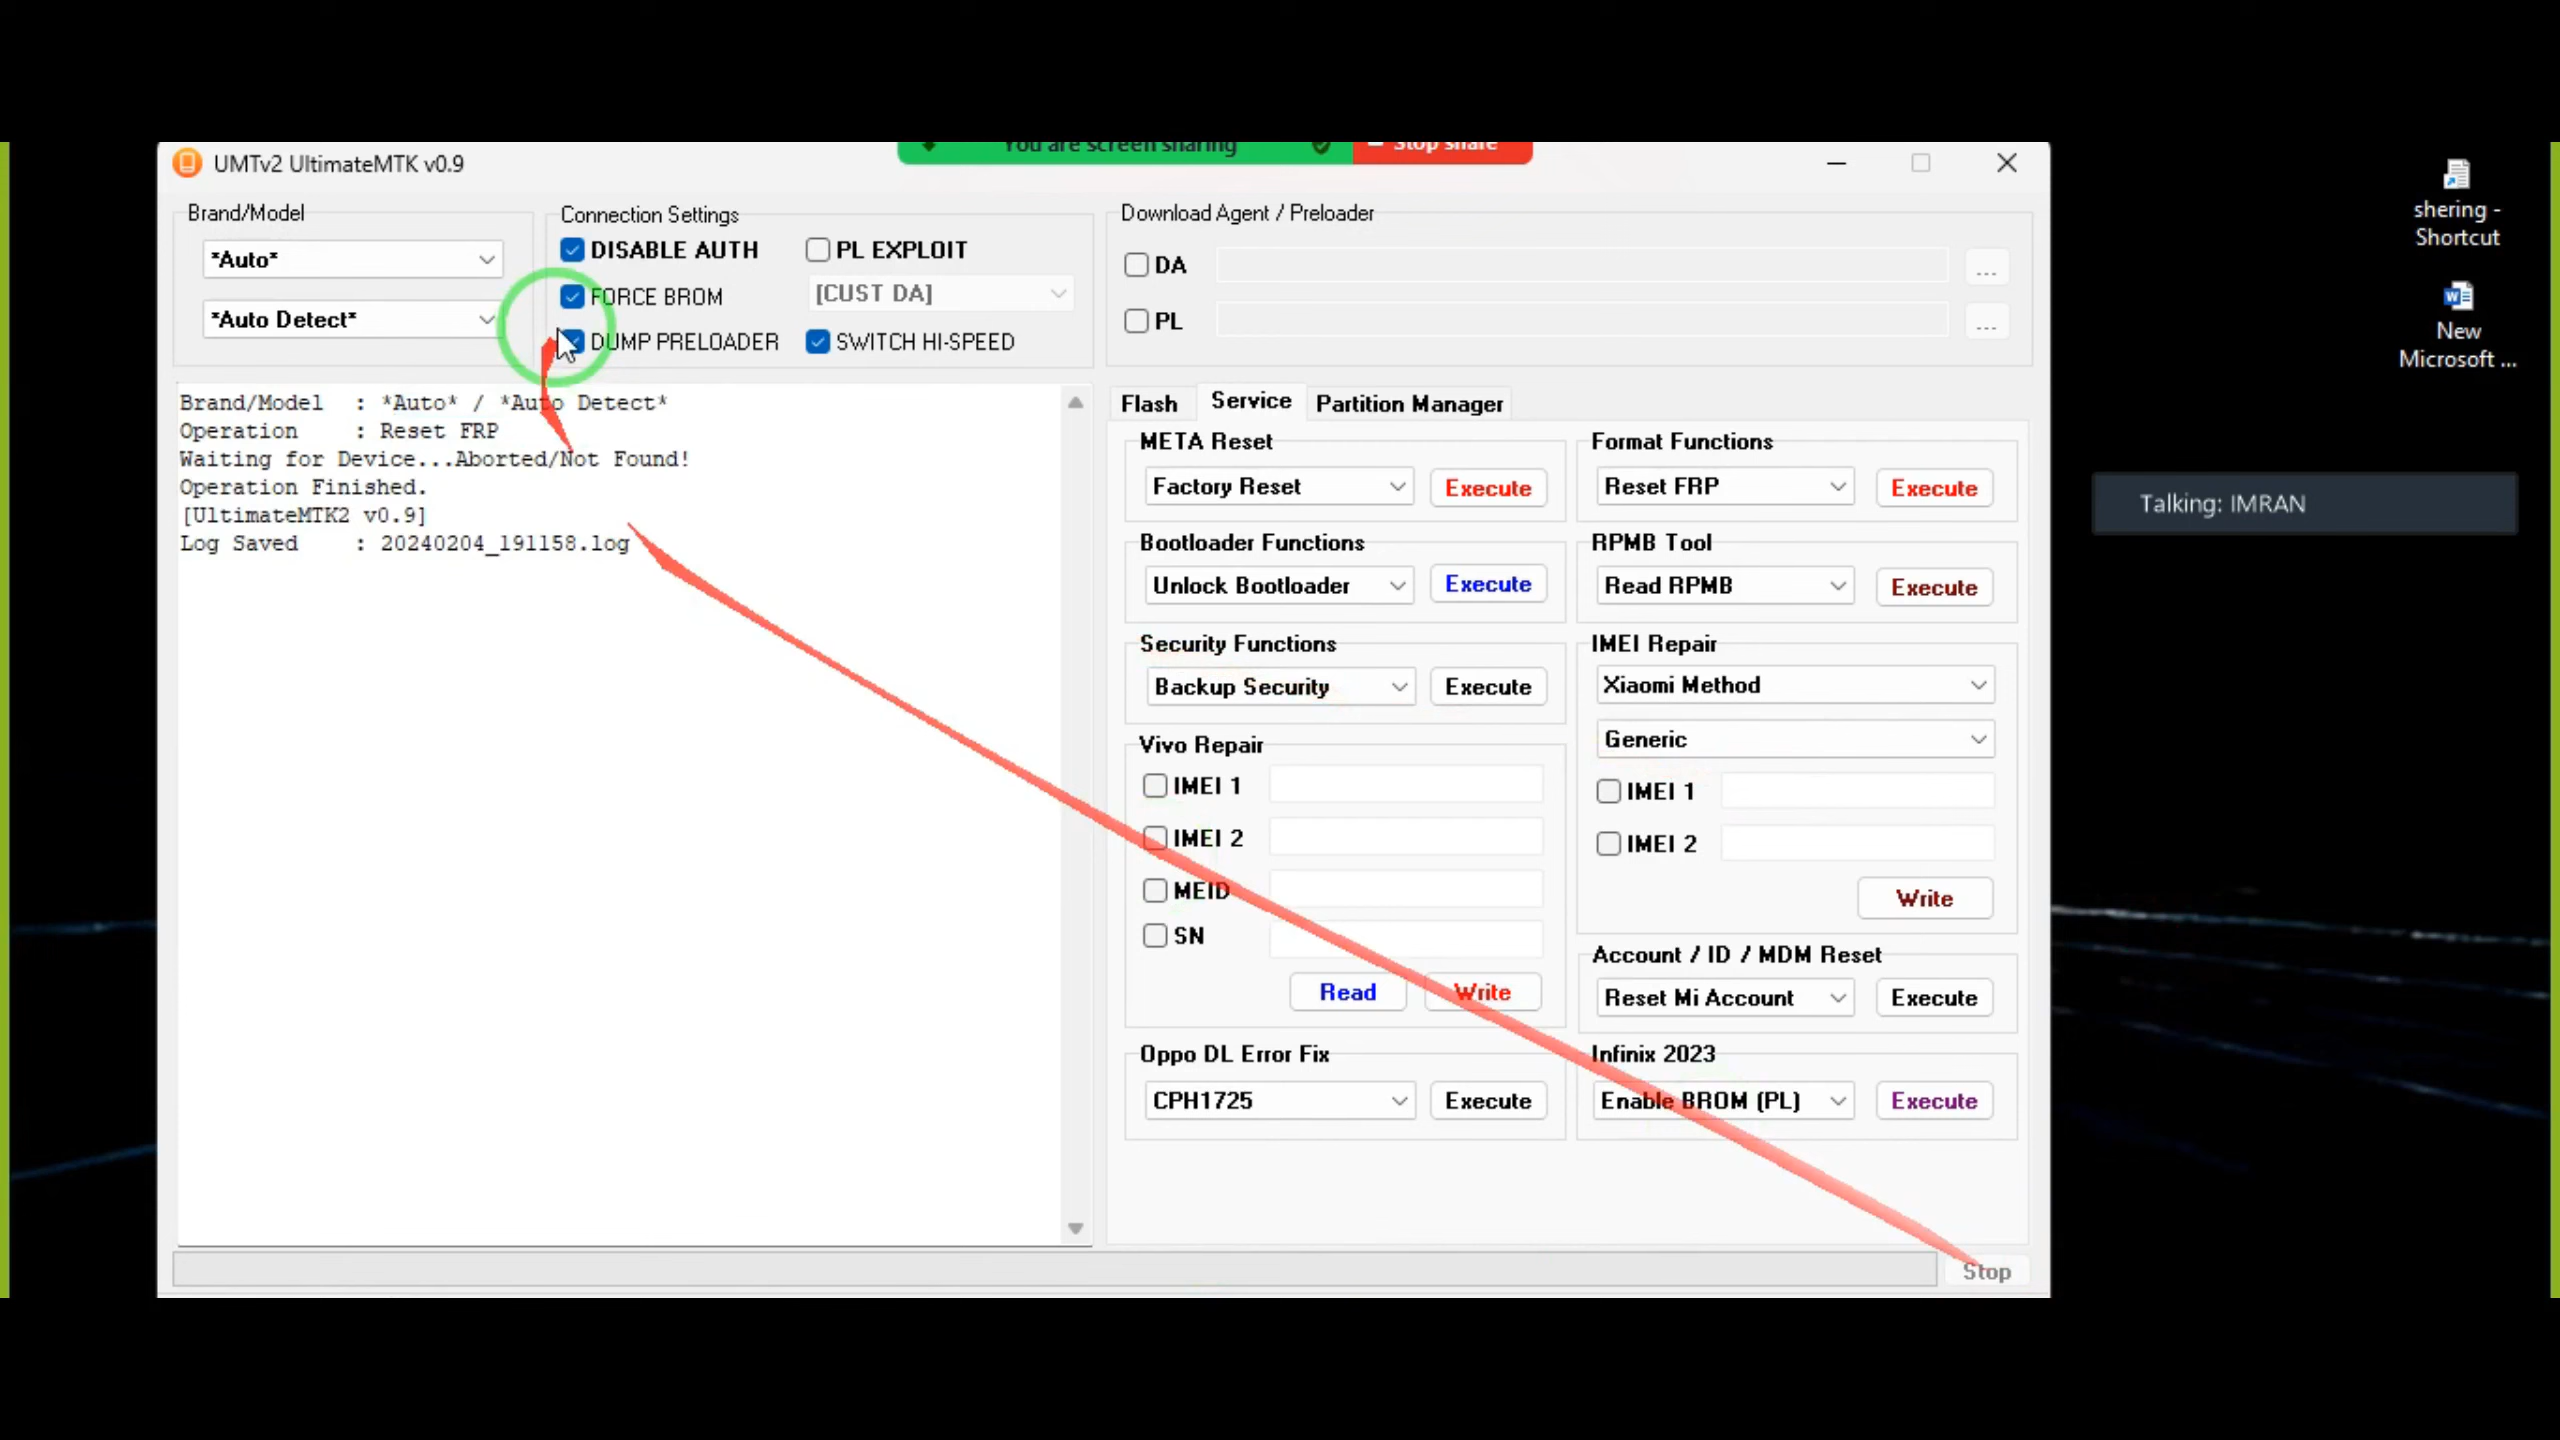 UMTv2 UltimateMTK v0.9
You are screen sharing
Stop share
Brand/Model
*Auto*
*Auto Detect*
Connection Settings
DISABLE AUTH
PL EXPLOIT
FORCE BROM
[CUST DA]
DUMP PRELOADER
SWITCH HI-SPEED
Download Agent / Preloader
DA
...
PL
...
Brand/Model : *Auto* / *Auto Detect*
Operation : Reset FRP
Waiting for Device...Aborted/Not Found!
Operation Finished.
[UltimateMTK2 v0.9]
Log Saved : 20240204_191158.log
Flash
Service
Partition Manager
META Reset
Factory Reset
Execute
Format Functions
Reset FRP
Execute
Bootloader Functions
Unlock Bootloader
Execute
RPMB Tool
Read RPMB
Execute
Security Functions
Backup Security
Execute
IMEI Repair
Xiaomi Method
Generic
IMEI 1
IMEI 2
Write
Vivo Repair
IMEI 1
IMEI 2
MEID
SN
Read
Write
Account / ID / MDM Reset
Reset Mi Account
Execute
Oppo DL Error Fix
CPH1725
Execute
Infinix 2023
Enable BROM (PL)
Execute
Stop
shering -
Shortcut
New
Microsoft ...
Talking: IMRAN